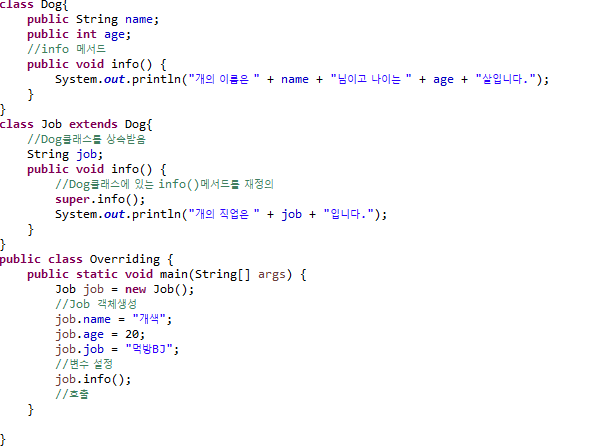 class Dog{
    public String name;
    public int age;
    //info 메서드
    public void info() {
        System.out.println("개의 이름은 " + name + "님이고 나이는 " + age + "살입니다.");
    }
}
class Job extends Dog{
    //Dog클래스를 상속받음
    String job;
    public void info() {
        //Dog클래스에 있는 info()메서드를 재정의
        super.info();
        System.out.println("개의 직업은 " + job + "입니다.");
    }
}
public class Overriding {
    public static void main(String[] args) {
        Job job = new Job();
        //Job 객체생성
        job.name = "개색";
        job.age = 20;
        job.job = "먹방BJ";
        //변수 설정
        job.info();
        //호출
    }

}